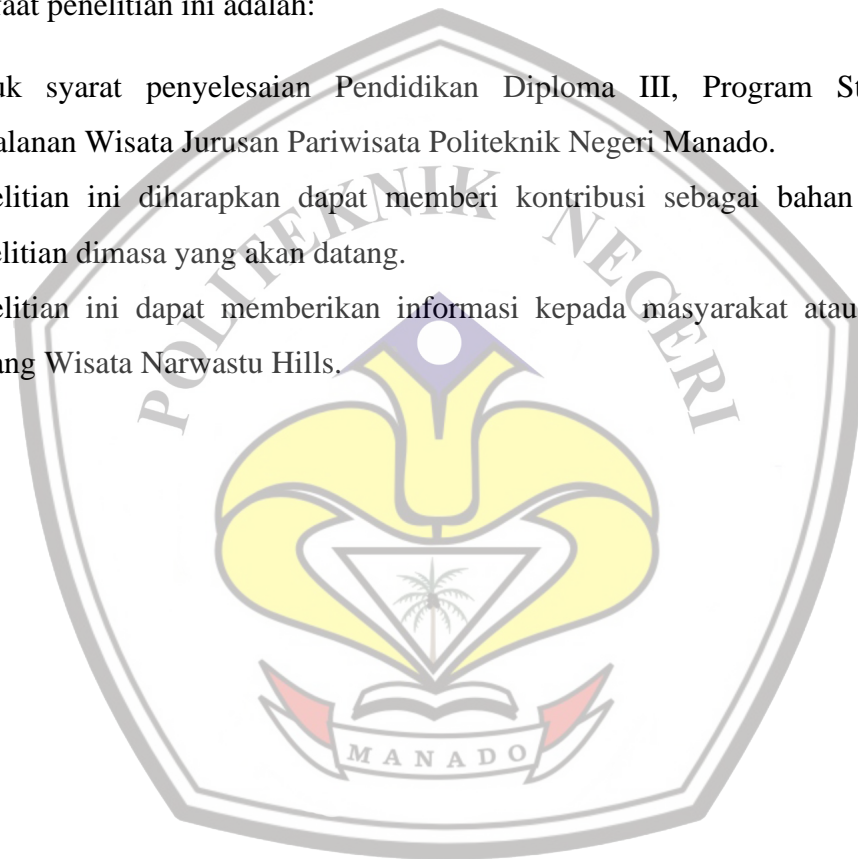 faat penelitian ini adalah:
uk syarat penyelesaian Pendidikan Diploma III, Program St
alanan Wisata Jurusan Pariwisata Politeknik Negeri Manado.
elitian ini diharapkan dapat memberi kontribusi sebagai bahan
elitian dimasa yang akan datang.
elitian ini dapat memberikan informasi kepada masyarakat atau
ang Wisata Narwastu Hills.
POLITEKNIK NEGERI
MANADO